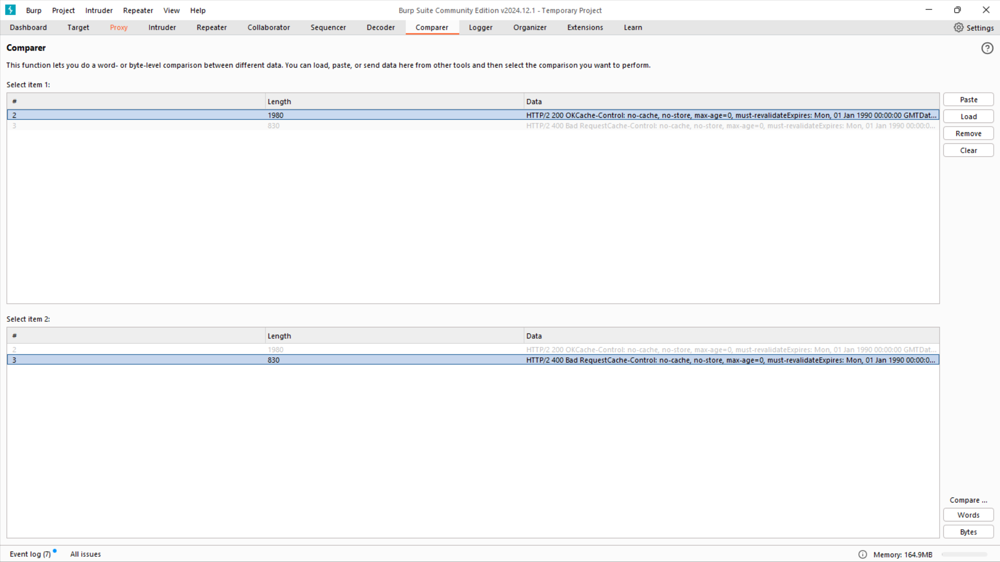 Burp Project Intruder Repeater View Help Burp Suite Community Edition v2024.12.1 - Temporary Project
Dashboard Target Proxy Intruder Repeater Collaborator Sequencer Decoder Comparer Logger Organizer Extensions Learn Settings
Comparer
This function lets you do a word- or byte-level comparison between different data. You can load, paste, or send data here from other tools and then select the comparison you want to perform.
Select item 1:
# Length Data Paste
2 1980 HTTP/2 200 OKCache-Control: no-cache, no-store, max-age=0, must-revalidateExpires: Mon, 01 Jan 1990 00:00:00 GMTDat... Load
3 830 HTTP/2 400 Bad RequestCache-Control: no-cache, no-store, max-age=0, must-revalidateExpires: Mon, 01 Jan 1990 00:00:0...
Remove
Clear
Select item 2:
# Length Data
2 1980 HTTP/2 200 OKCache-Control: no-cache, no-store, max-age=0, must-revalidateExpires: Mon, 01 Jan 1990 00:00:00 GMTDat...
3 830 HTTP/2 400 Bad RequestCache-Control: no-cache, no-store, max-age=0, must-revalidateExpires: Mon, 01 Jan 1990 00:00:0...
Compare ...
Words
Bytes
Event log (7) All issues Memory: 164.9MB